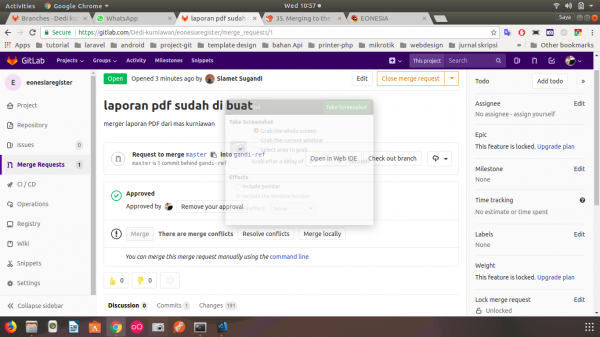 Activities Google Chrome Wed 10:57 Saya
Branches - Dedi kur WhatsApp laporan pdf sudah d 35. Merging to the EONESIA
https://gitlab.com/Dedi-kurniawan/eonesiaregister/merge_requests/1
tutorial laravel android project-git template design bahan Api printer-php mikrotik webdesign jurnal skripsi » Other bookmarks
GitLab Projects Groups Activity Milestones Snippets This project Search
eonesiaregister
Project
Repository
Issues 0
Merge Requests 1
CI / CD
Operations
Registry
Wiki
Snippets
Settings
Collapse sidebar
Open Opened 3 minutes ago by Slamet Sugandi Edit Close merge request
laporan pdf sudah di buat
merger laporan PDF dari mas kurniawan
Take Screenshot
Take Screenshot
Grab the whole screen
Grab the current window
Select area to grab
Grab after a delay of
Effects
Include pointer
Request to merge master into gandi-ref
master is 1 commit behind gandi-ref
Open in Web IDE Check out branch
Approved
Approved by Remove your approval
Merge There are merge conflicts Resolve conflicts Merge locally
You can merge this merge request manually using the command line
0 0
Discussion 0 Commits 1 Changes 191
Todo Add todo »
Assignee Edit
No assignee - assign yourself
Epic
This feature is locked. Upgrade plan
Milestone Edit
None
Time tracking
No estimate or time spent
Labels Edit
None
Weight
This feature is locked. Upgrade plan
Lock merge request Edit
Unlocked